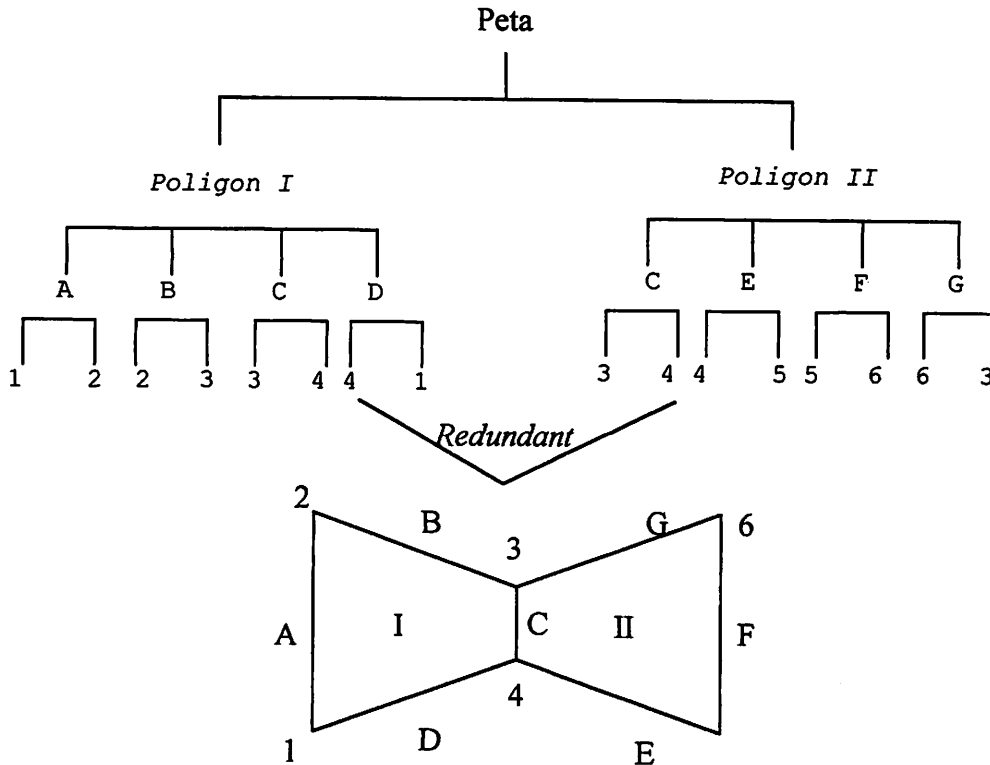 Peta
Poligon I Poligon II
A B C D C E F G
1 2 2 3 3 4 4 1 3 4 4 5 5 6 6 3
Redundant
2 B 3 G 6
A I C II F
1 D 4 E